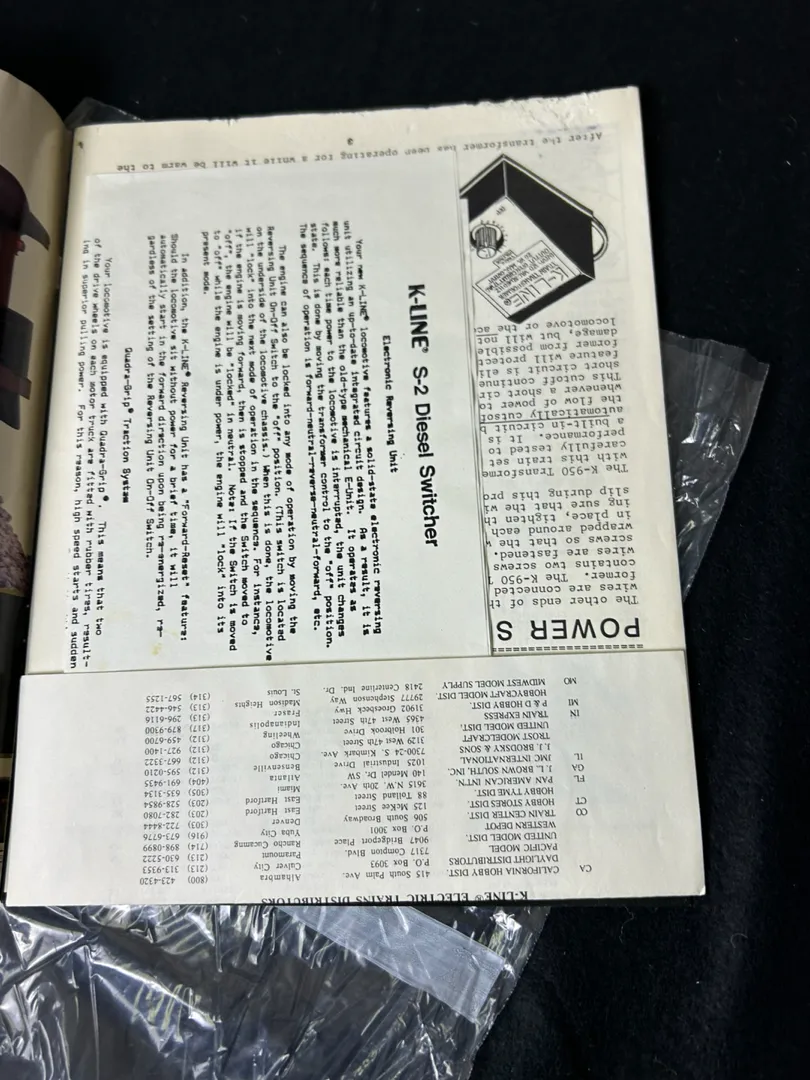 K-LINE® S-2 Diesel Switcher
Electronic Reversing Unit
Your new K-LINE® locomotive features a solid-state electronic reversing
unit utilizing an up-to-date integrated circuit design. As a result, it is
much more reliable than the old-type mechanical E-Unit. It operates as
follows: each time power to the locomotive is interrupted, the unit changes
state. This is done by moving the transformer control to the "off" position.
The sequence of operation is forward-neutral-reverse-neutral-forward, etc.
The engine can also be locked into any mode of operation by moving the
Reversing Unit On-Off Switch to the "off" position. (This switch is located
on the underside of the locomotive chassis.) When this is done, the locomotive
will "lock" into the next mode of operation in the sequence. For instance,
if the engine is moving forward, then is stopped and the Switch moved to
"off", the engine will be "locked" in neutral. Note: If the Switch is moved
to "off" while the engine is under power, the engine will "lock" into its
present mode.
In addition, the K-LINE® Reversing Unit has a "Forward-Reset" feature:
Should the locomotive sit without power for a brief time, it will
automatically start in the forward direction upon being re-energized, re-
gardless of the setting of the Reversing Unit On-Off Switch.
Quadra-Grip® Traction System
Your locomotive is equipped with Quadra-Grip®. This means that two
of the drive wheels on each motor truck are fitted with rubber tires, result-
ing in superior pulling power. For this reason, high speed starts and sudden
POWER S
The other ends of th
wires are connected
former. The K-950
contains two screws
wires are fastened.
screws so that the w
wrapped around each
in place, tighten th
ing sure that the wi
slip during this pro
The K-950 Transforme
with this train set
carefully tested to
performance. It is
a built-in circuit
automatically cutsof
the flow of power to
whenever a short cir
This cutoff continue
short circuit is eli
feature will protect
former from possible
damage, but will not
locomotove or the ac
K-LINE®
After the transformer has been operating for a while it will be warm to the
3
K-LINE® ELECTRIC TRAINS DISTRIBUTORS
CA CALIFORNIA HOBBY DIST. 415 South Palm Ave. Alhambra (800) 423-4320
DAYLIGHT DISTRIBUTORS P.O. Box 3093 Culver City (213) 313-9353
PACIFIC MODEL 7317 Compton Blvd. Paramount (213) 630-5222
UNITED MODEL DIST. 9047 Bridgeport Place Rancho Cucamng (714) 898-0899
WESTERN DEPOT P.O. Box 3001 Yuba City (916) 673-6776
CO TRAIN CENTER DIST. 506 South Broadway Denver (303) 722-8444
CT HOBBY STORES DIST. 125 McKee Street East Hartford (203) 282-7080
HOBBY TYME DIST. 88 Tolland Street East Hartford (203) 528-9854
FL PAN AMERICAN INT'N. 3615 N.W. 20th Ave. Miami (305) 635-3134
GA J.L. BROWN SOUTH, INC. 140 Mendel Dr. SW Atlanta (404) 691-9435
IL JMC INTERNATIONAL 1025 Industrial Drive Bensenville (312) 595-0210
J.J. BRODSKY & SONS 7300-24 S. Kimbark Ave. Chicago (312) 667-3322
TROST MODELCRAFT 3129 West 47th Street Chicago (312) 927-1400
UNITED MODEL DIST. 301 Holbrook Drive Wheeling (312) 459-6700
IN TRAIN EXPRESS 4365 West 47th Street Indianapolis (317) 879-9300
MI P & D HOBBY DIST. 31902 Groesbeck Hwy Fraser (313) 296-6116
HOBBYCRAFT MODEL DIST. 29777 Stephenson Way Madison Heights (313) 546-4422
MO MIDWEST MODEL SUPPLY 2418 Centerline Ind. Dr. St. Louis (314) 567-1255